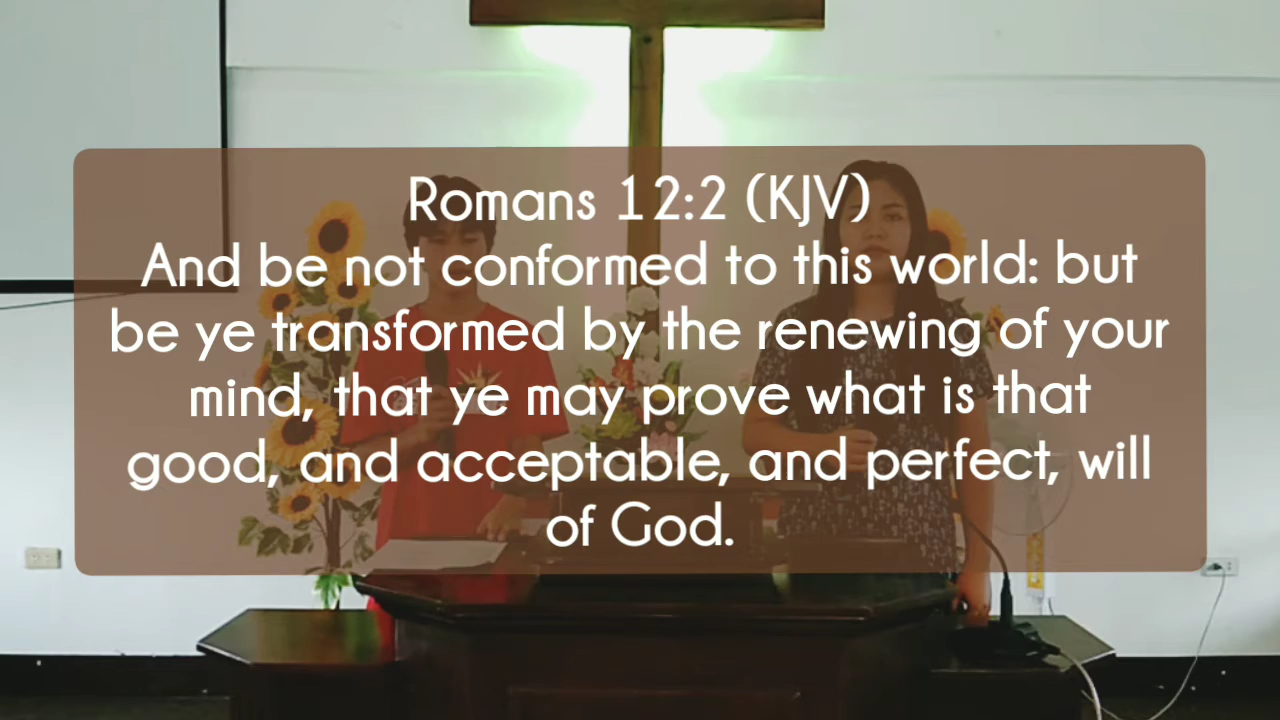 Romans 12:2 (KJV)
And be not conformed to this world: but
be ye transformed by the renewing of your
mind, that ye may prove what is that
good, and acceptable, and perfect, will
of God.